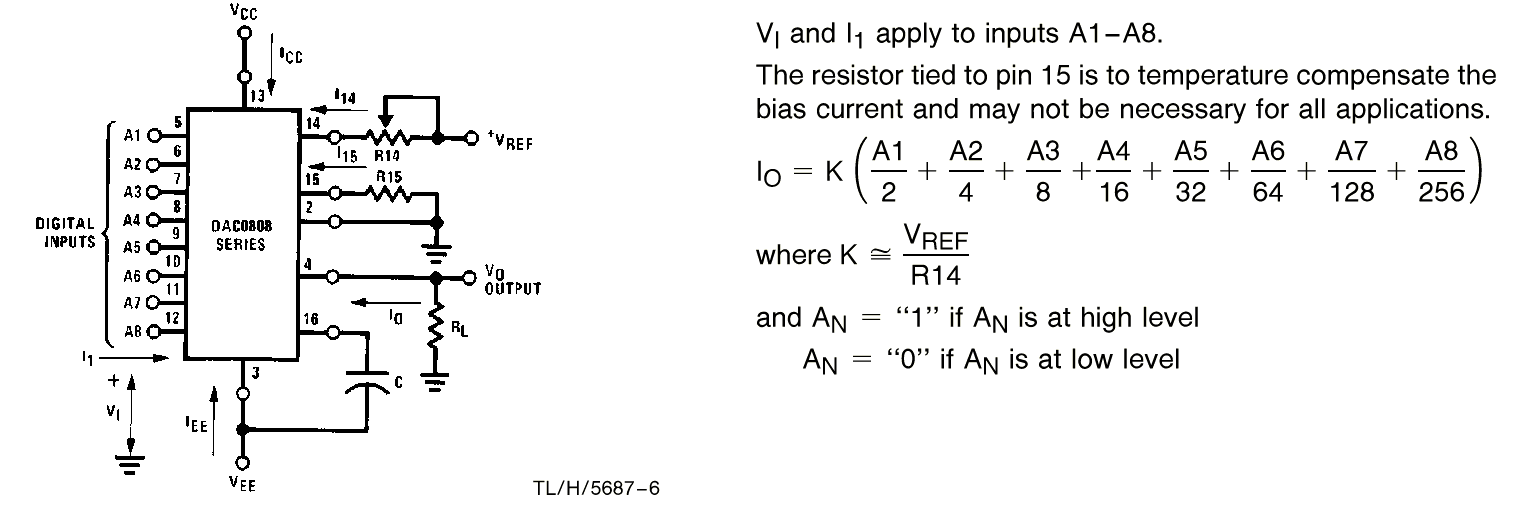 VCC
ICC
13
I14
14
+VREF
R14
I15
15
R15
2
5
A1
6
A2
7
A3
8
A4
9
A5
10
A6
11
A7
12
A8
DIGITAL
INPUTS
DAC0808
SERIES
4
VO
OUTPUT
IO
16
RL
C
I1
+
VI
3
IEE
VEE
TL/H/5687–6
VI and I1 apply to inputs A1–A8.
The resistor tied to pin 15 is to temperature compensate the
bias current and may not be necessary for all applications.
IO = K (A1/2 + A2/4 + A3/8 + A4/16 + A5/32 + A6/64 + A7/128 + A8/256)
where K ≅ VREF/R14
and AN = “1” if AN is at high level
AN = “0” if AN is at low level